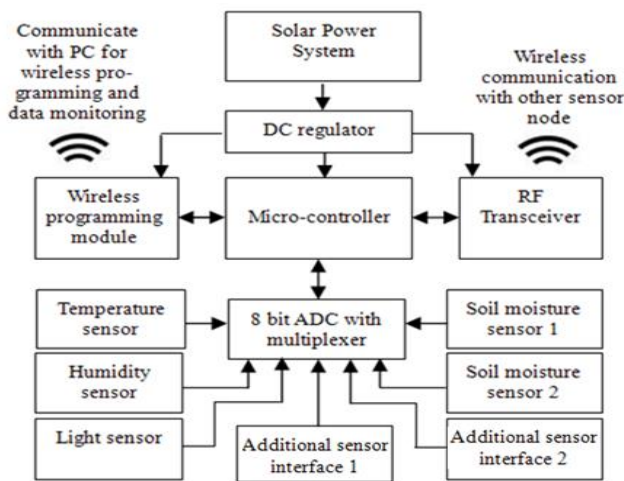 Communicate
with PC for
wireless pro-
gramming and
data monitoring
Solar Power
System
Wireless
communication
with other sensor
node
DC regulator
Wireless
programming
module
Micro-controller
RF
Transceiver
Temperature
sensor
8 bit ADC with
multiplexer
Soil moisture
sensor 1
Humidity
sensor
Soil moisture
sensor 2
Light sensor
Additional sensor
interface 1
Additional sensor
interface 2